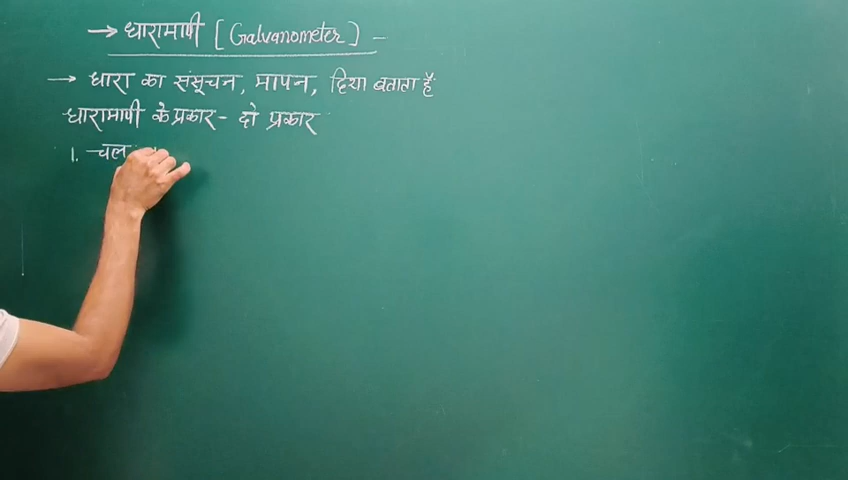 → धारामापी [Galvanometer] -
→ धारा का संसूचन, मापन, दिशा बताता है
धारामापी के प्रकार - दो प्रकार
1. चल